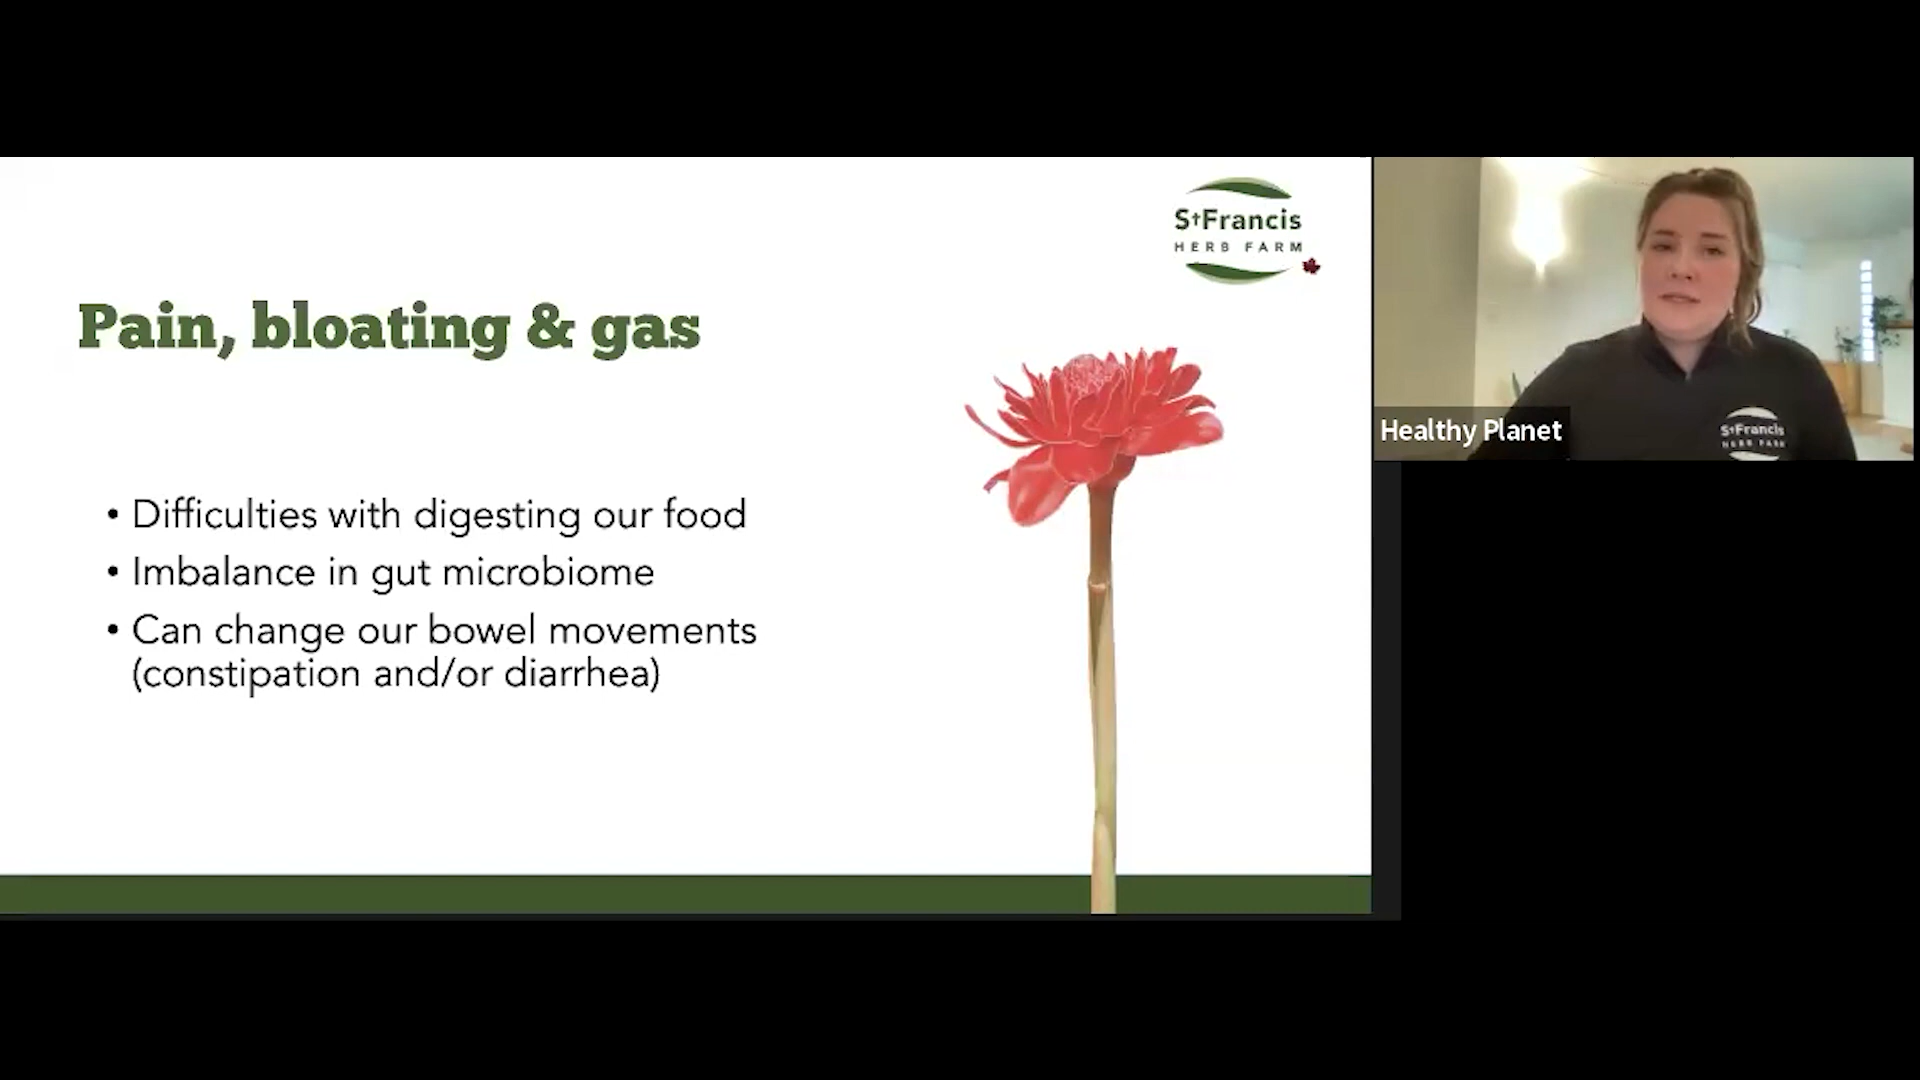 StFrancis
HERB FARM
Pain, bloating & gas
• Difficulties with digesting our food
• Imbalance in gut microbiome
• Can change our bowel movements
(constipation and/or diarrhea)
Healthy Planet
StFrancis
HERB FARM